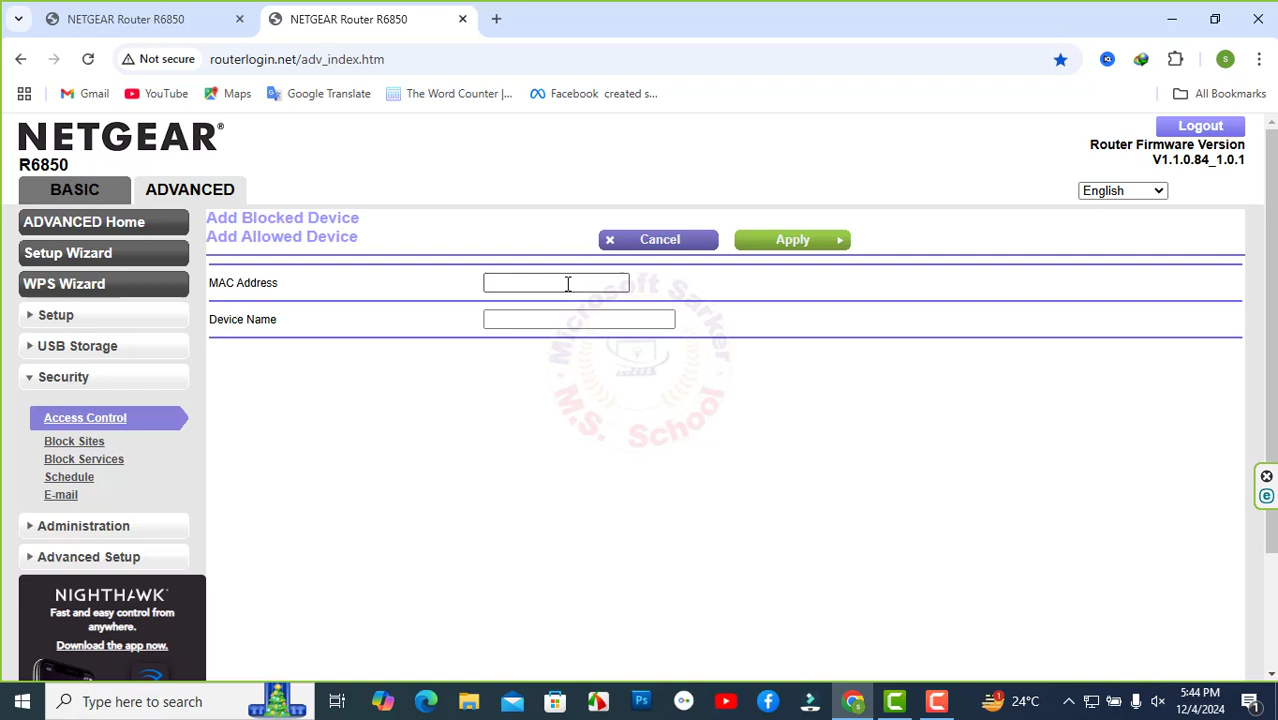 NETGEAR Router R6850
NETGEAR Router R6850
Not secure
routerlogin.net/adv_index.htm
S
Gmail
YouTube
Maps
Google Translate
The Word Counter |...
Facebook created s...
All Bookmarks
NETGEAR®
R6850
Logout
Router Firmware Version
V1.1.0.84_1.0.1
BASIC
ADVANCED
English
ADVANCED Home
Setup Wizard
WPS Wizard
Setup
USB Storage
Security
Access Control
Block Sites
Block Services
Schedule
E-mail
Administration
Advanced Setup
NIGHTHAWK
Fast and easy control from
anywhere.
Download the app now.
Add Blocked Device
Add Allowed Device
Cancel
Apply
MAC Address
Device Name
Microsoft Sarker
M.S. School
Type here to search
Ps
24°C
5:44 PM
12/4/2024